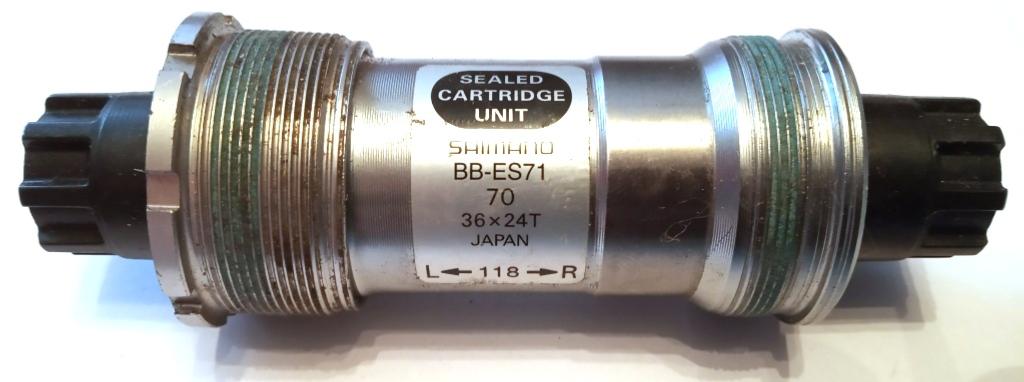 SEALED
CARTRIDGE
UNIT
SHIMANO
BB-ES71
70
36×24T
JAPAN
L←118→R